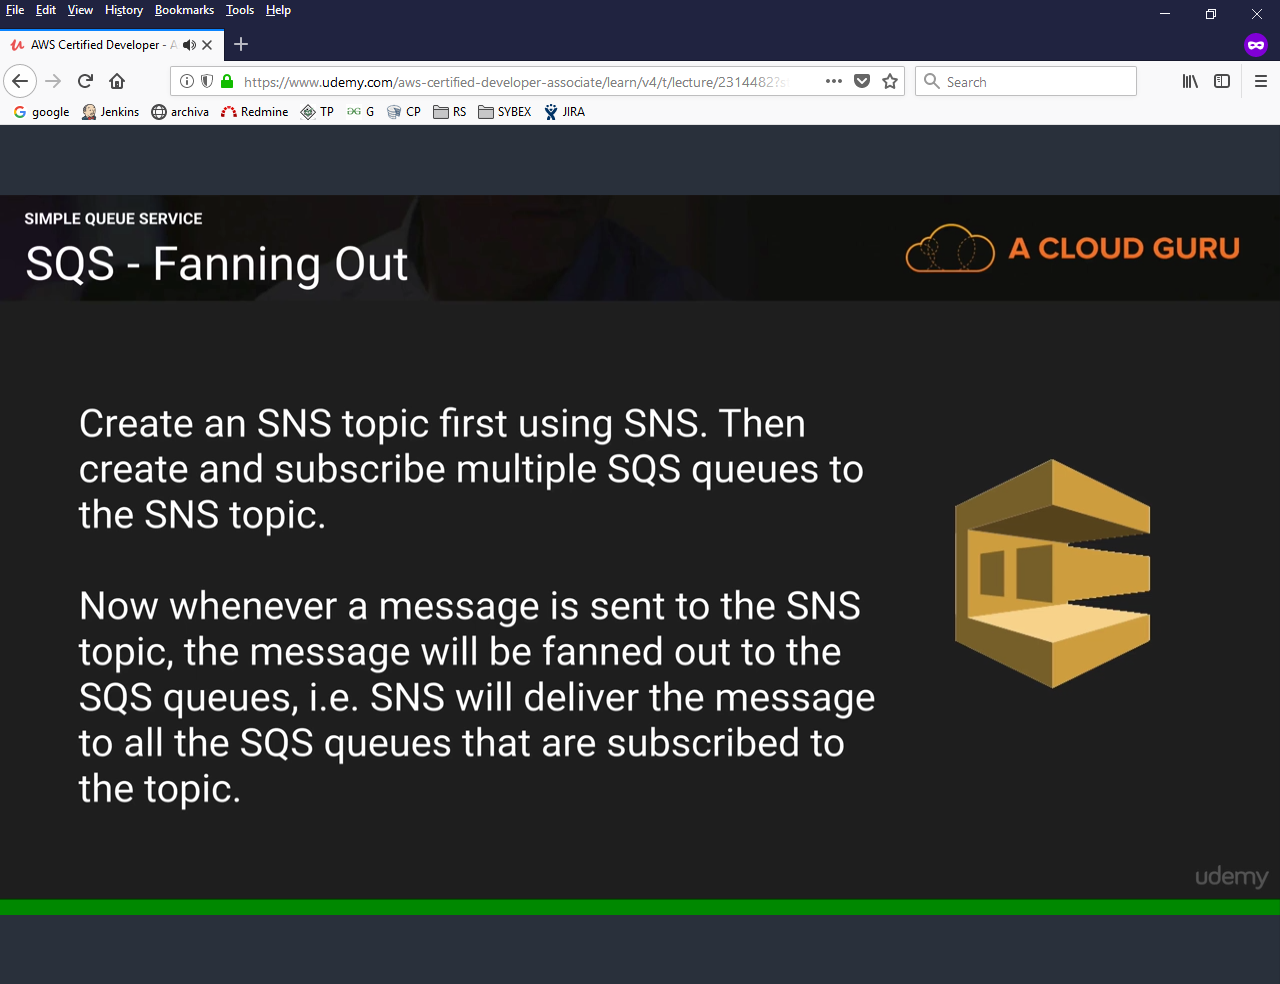 File Edit View History Bookmarks Tools Help
AWS Certified Developer - A
https://www.udemy.com/aws-certified-developer-associate/learn/v4/t/lecture/2314482?s
Search
google Jenkins archiva Redmine TP G CP RS SYBEX JIRA
SIMPLE QUEUE SERVICE
SQS - Fanning Out
A CLOUD GURU
Create an SNS topic first using SNS. Then
create and subscribe multiple SQS queues to
the SNS topic.
Now whenever a message is sent to the SNS
topic, the message will be fanned out to the
SQS queues, i.e. SNS will deliver the message
to all the SQS queues that are subscribed to
the topic.
udemy